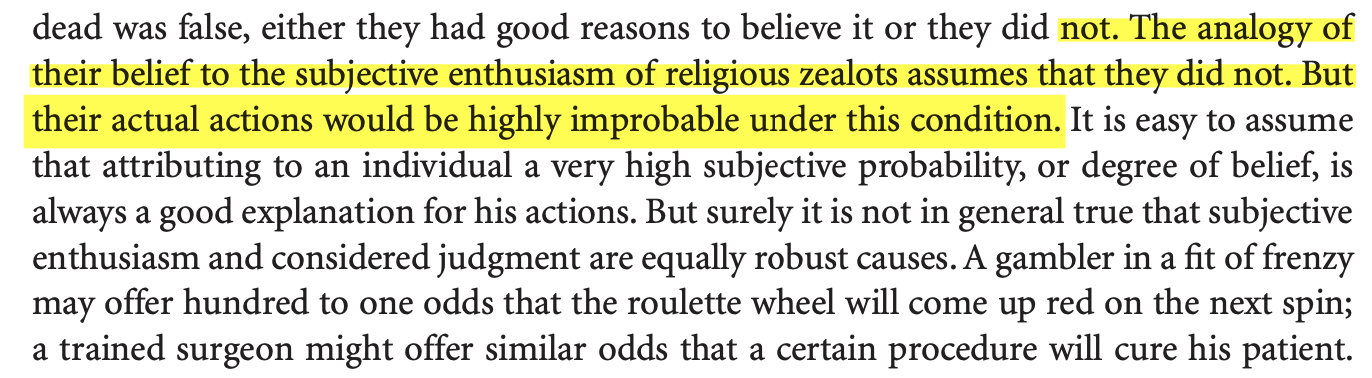 dead was false, either they had good reasons to believe it or they did not. The analogy of
their belief to the subjective enthusiasm of religious zealots assumes that they did not. But
their actual actions would be highly improbable under this condition. It is easy to assume
that attributing to an individual a very high subjective probability, or degree of belief, is
always a good explanation for his actions. But surely it is not in general true that subjective
enthusiasm and considered judgment are equally robust causes. A gambler in a fit of frenzy
may offer hundred to one odds that the roulette wheel will come up red on the next spin;
a trained surgeon might offer similar odds that a certain procedure will cure his patient.